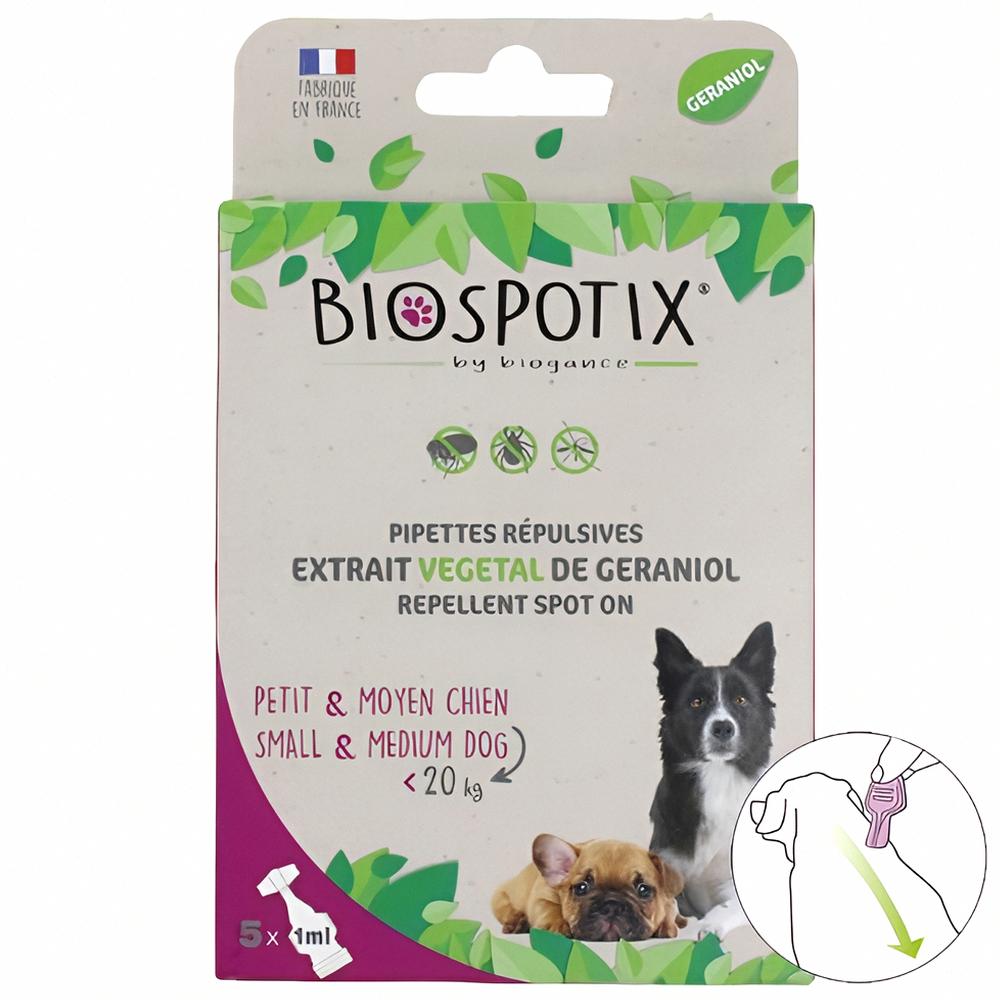 FABRIQUE
EN FRANCE
GERANIOL
BIOSPOTIX®
by biogance
PIPETTES RÉPULSIVES
EXTRAIT VEGETAL DE GERANIOL
REPELLENT SPOT ON
PETIT & MOYEN CHIEN
SMALL & MEDIUM DOG
< 20 kg
5 x 1ml